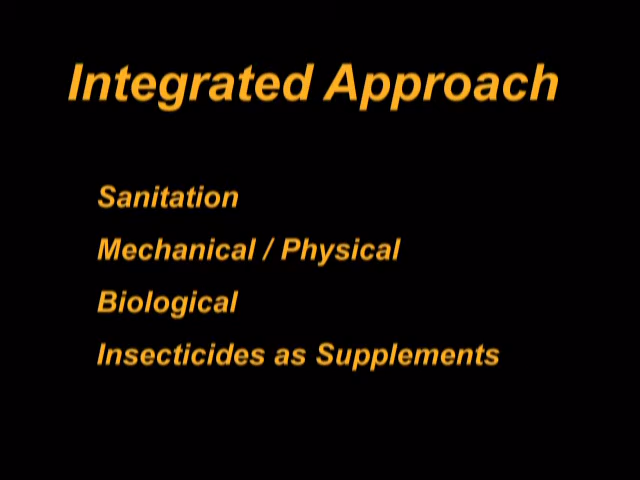 Integrated Approach
Sanitation
Mechanical / Physical
Biological
Insecticides as Supplements